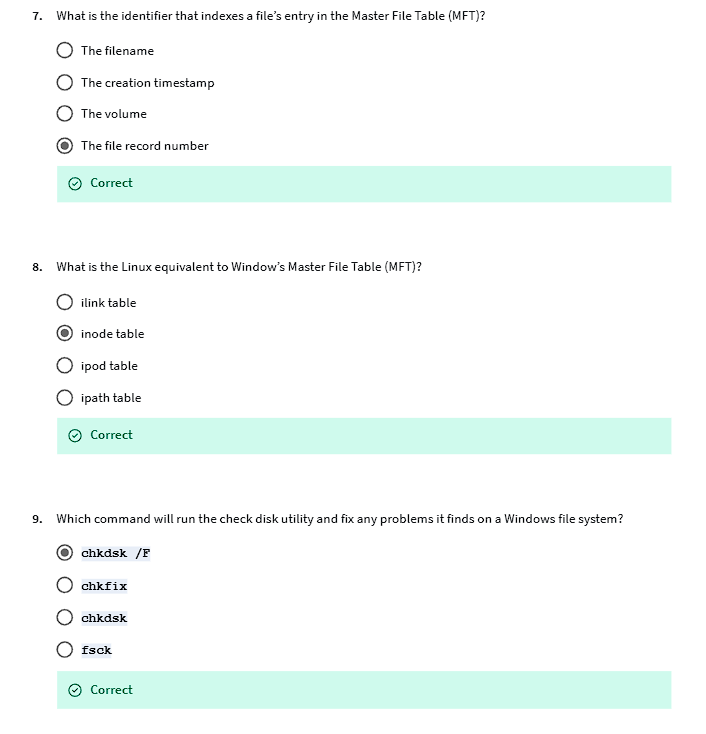 7. What is the identifier that indexes a file's entry in the Master File Table (MFT)?
The filename
The creation timestamp
The volume
The file record number
Correct
8. What is the Linux equivalent to Window's Master File Table (MFT)?
ilink table
inode table
ipod table
ipath table
Correct
9. Which command will run the check disk utility and fix any problems it finds on a Windows file system?
chkdsk /F
chkfix
chkdsk
fsck
Correct